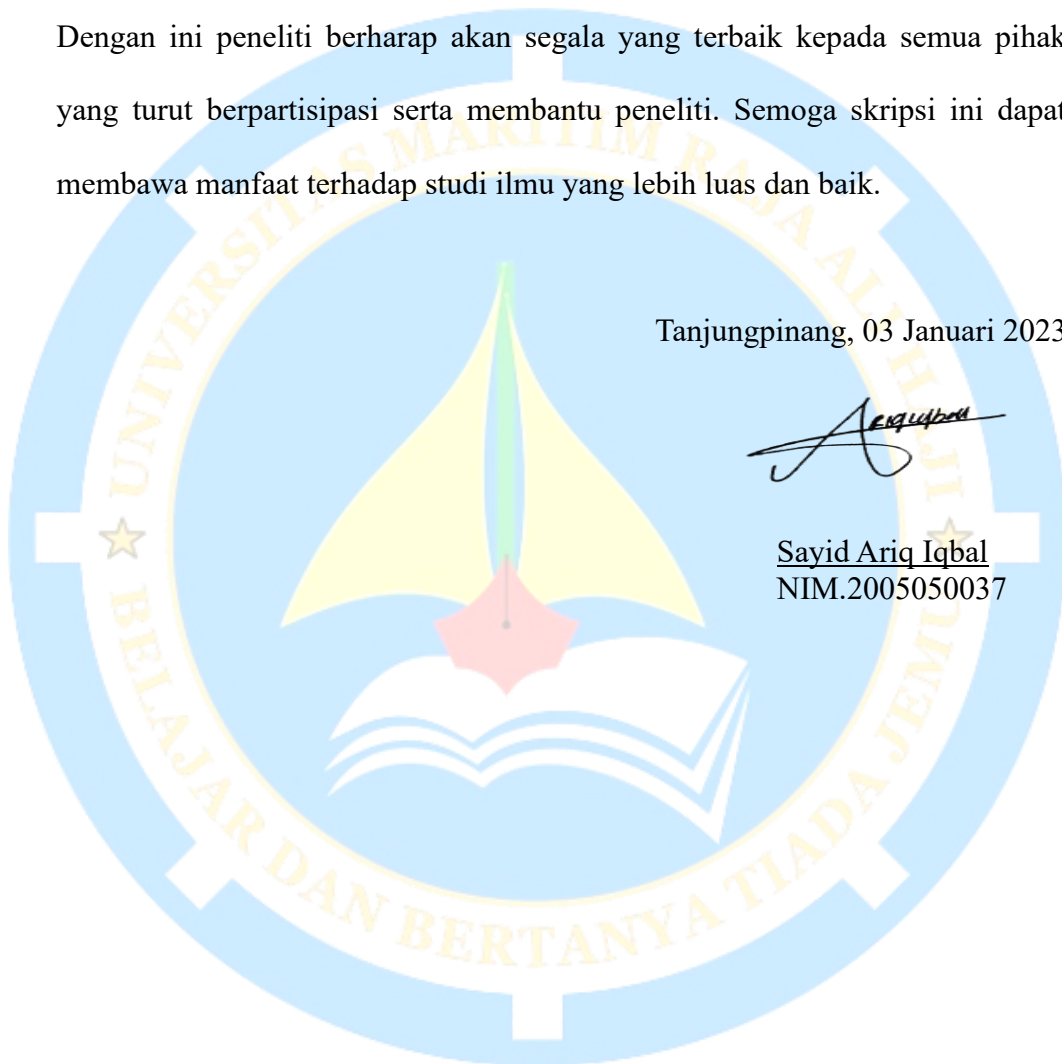 Dengan ini peneliti berharap akan segala yang terbaik kepada semua pihak
yang turut berpartisipasi serta membantu peneliti. Semoga skripsi ini dapat
membawa manfaat terhadap studi ilmu yang lebih luas dan baik.
Tanjungpinang, 03 Januari 2023
Sayid Ariq Iqbal
NIM.2005050037
UNIVERSITAS MARITIM RAJA ALI HAJI
BELAJAR DAN BERTANYA TIADA JEMU